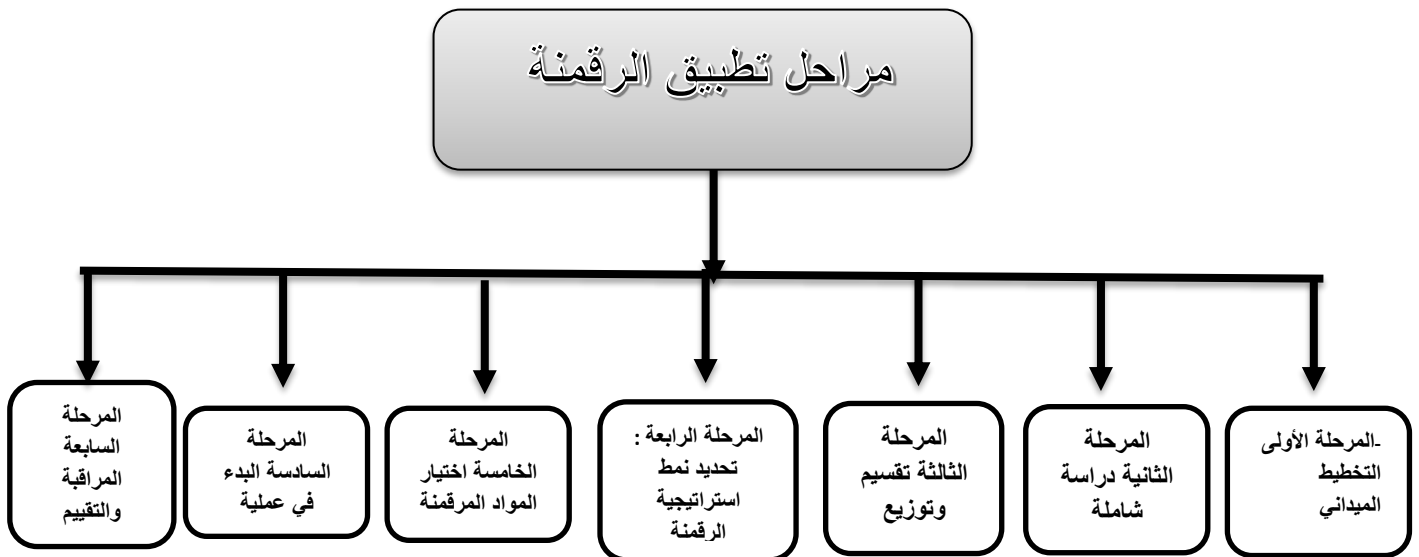 مراحل تطبيق الرقمنة
-المرحلة الأولى
التخطيط
الميداني
المرحلة
الثانية دراسة
شاملة
المرحلة
الثالثة تقسيم
وتوزيع
المرحلة الرابعة :
تحديد نمط
استراتيجية
الرقمنة
المرحلة
الخامسة اختيار
المواد المرقمنة
المرحلة
السادسة البدء
في عملية
المرحلة
السابعة
المراقبة
والتقييم